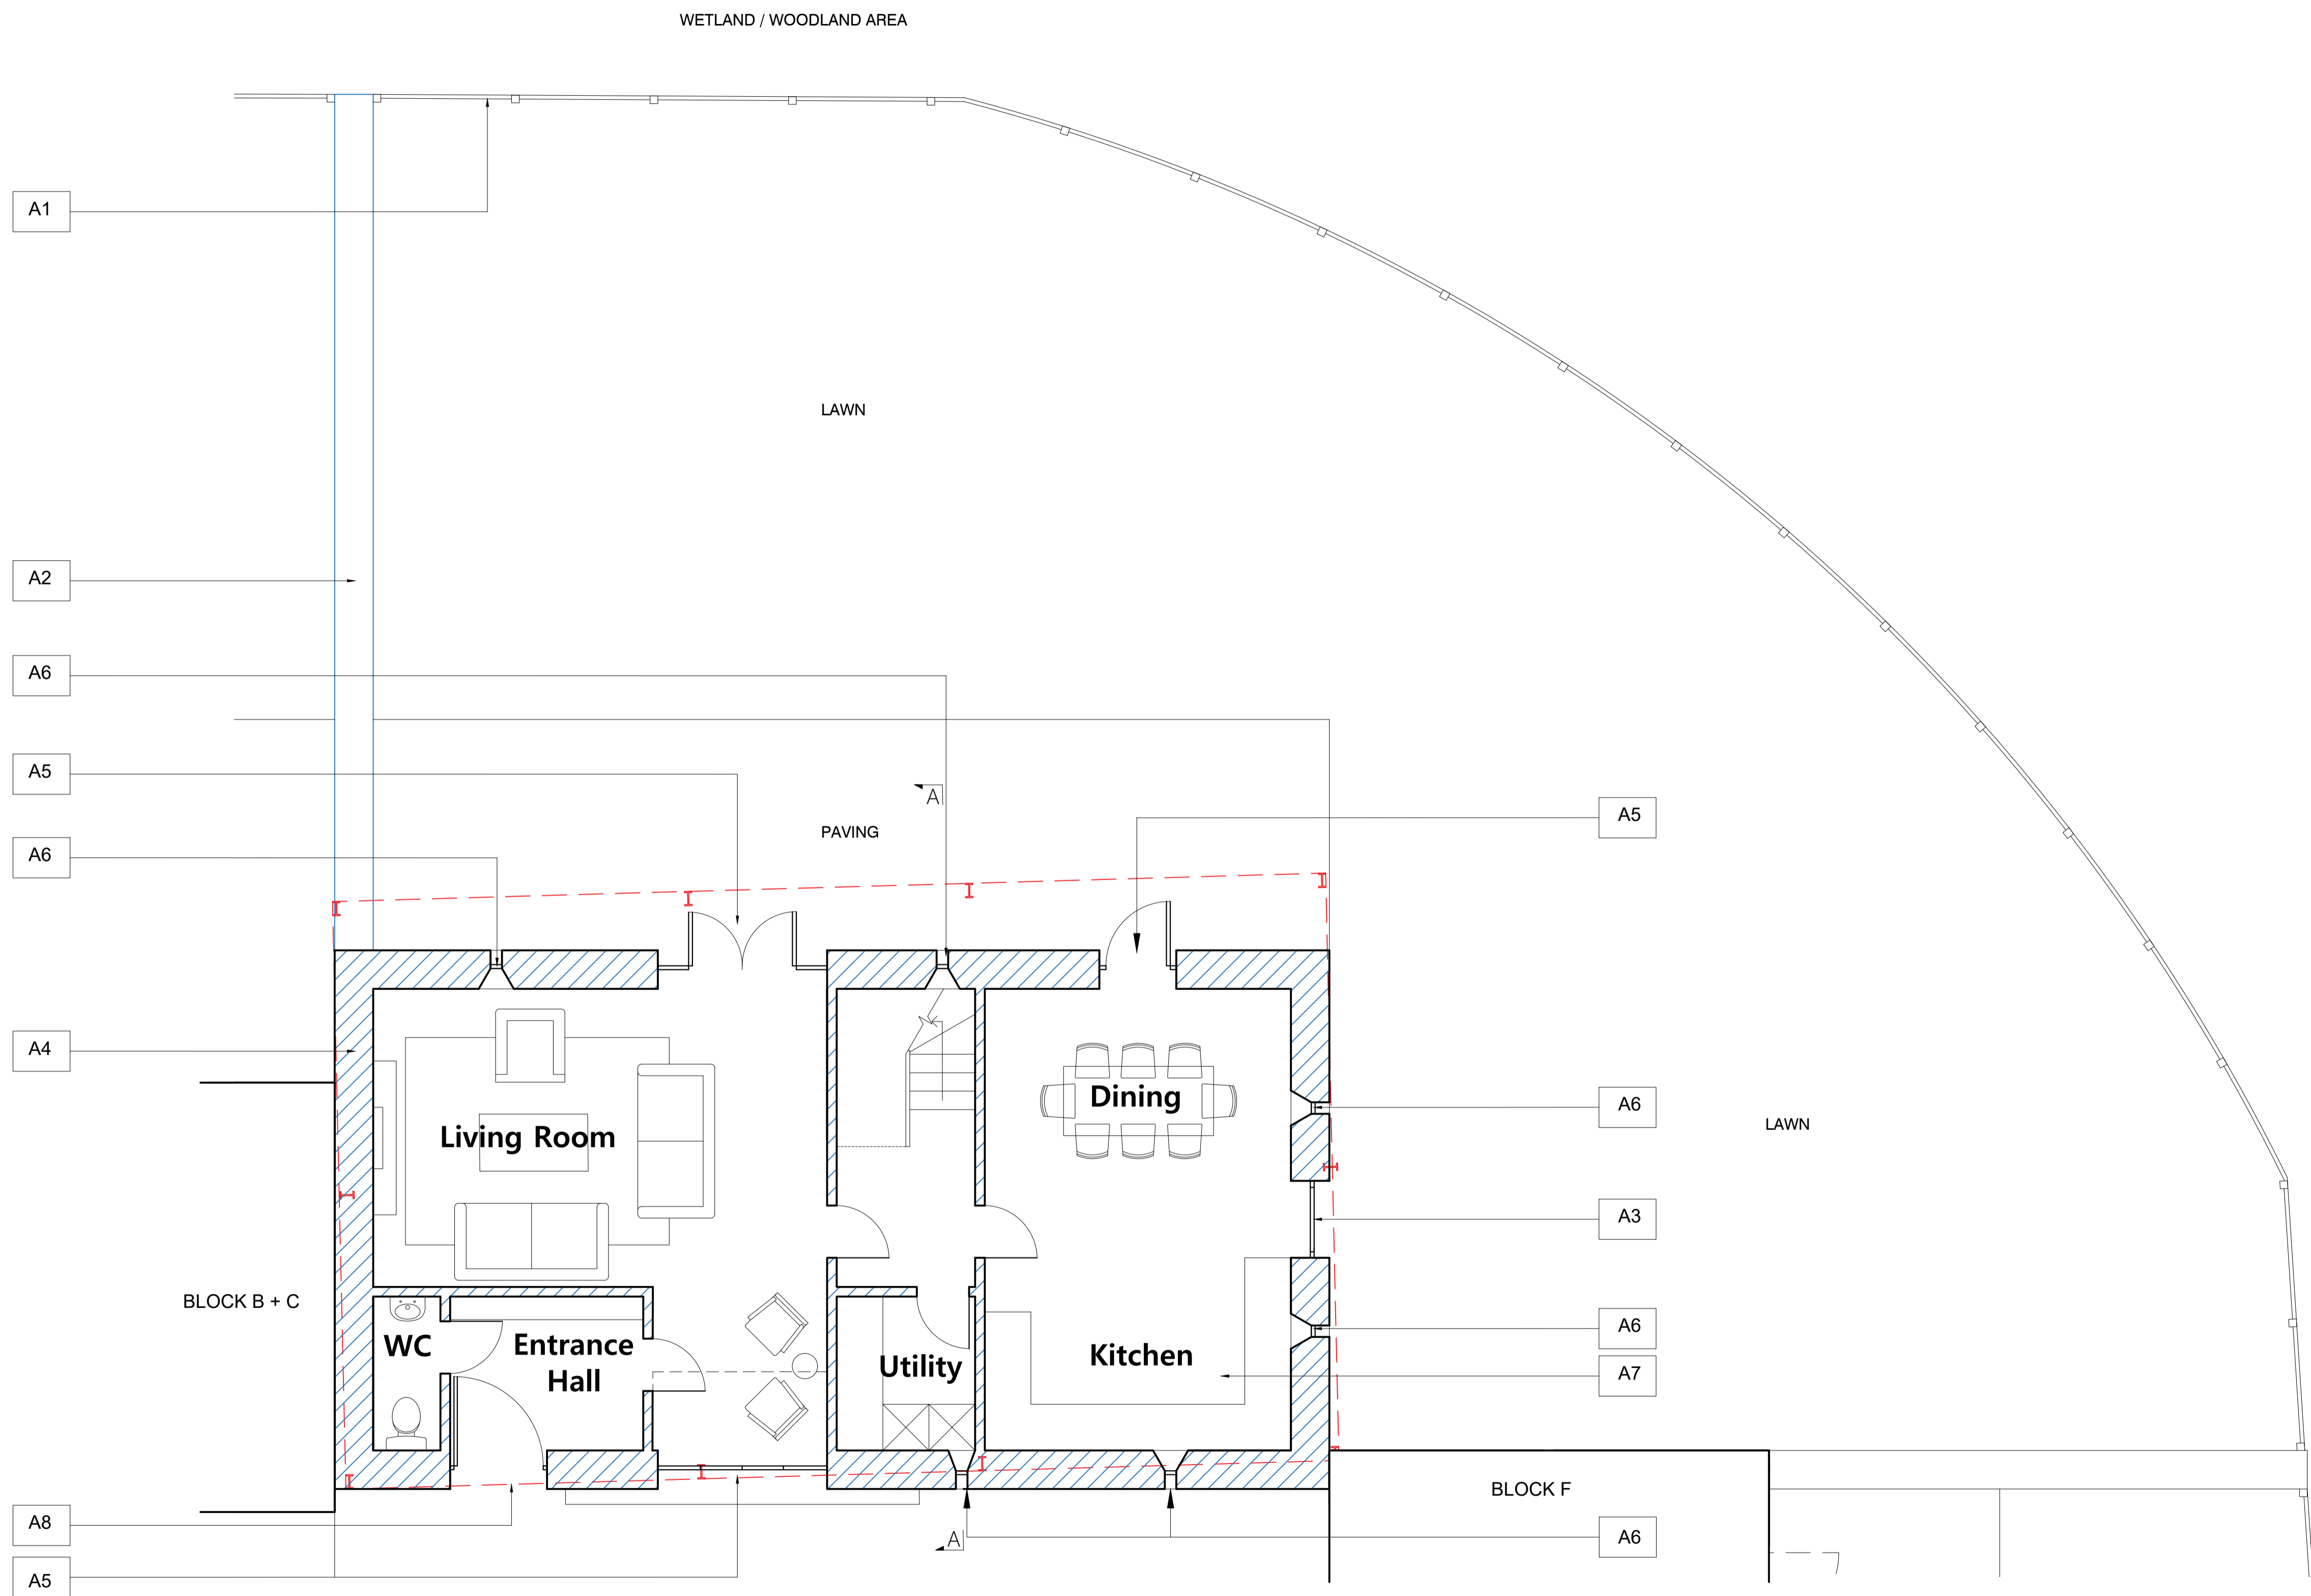 WETLAND / WOODLAND AREA
A1
LAWN
A2
A6
A5
A
A5
PAVING
A6
A4
Dining
A6
LAWN
Living Room
A3
BLOCK B + C
A6
WC
Entrance
Hall
Utility
Kitchen
A7
BLOCK F
A8
A
A6
A5